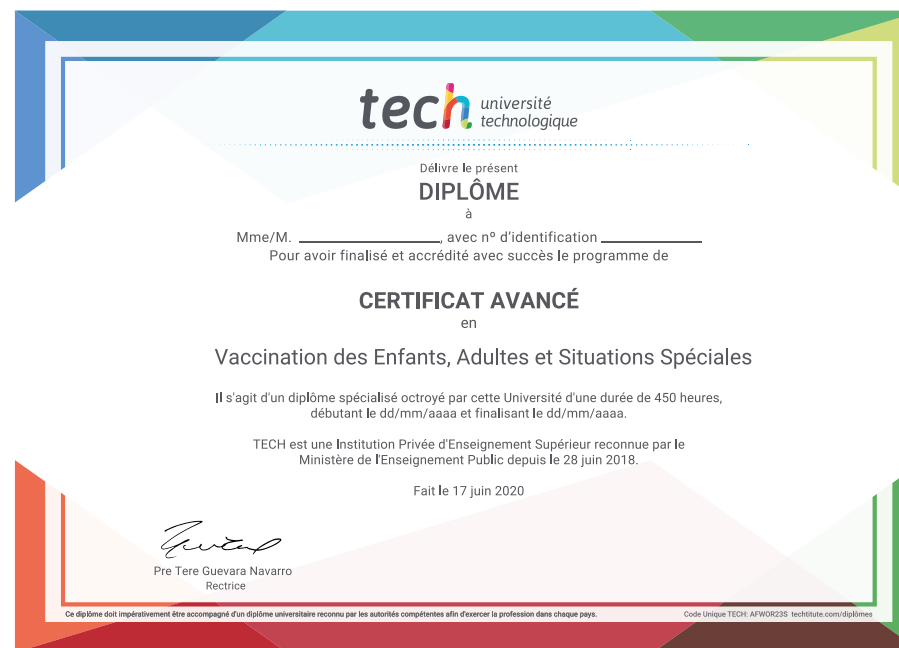 tech université
technologique
Délivre le présent
DIPLÔME
à
Mme/M. ____________________, avec nº d'identification ______________
Pour avoir finalisé et accrédité avec succès le programme de
CERTIFICAT AVANCÉ
en
Vaccination des Enfants, Adultes et Situations Spéciales
Il s'agit d'un diplôme spécialisé octroyé par cette Université d'une durée de 450 heures,
débutant le dd/mm/aaaa et finalisant le dd/mm/aaaa.
TECH est une Institution Privée d'Enseignement Supérieur reconnue par le
Ministère de l'Enseignement Public depuis le 28 juin 2018.
Fait le 17 juin 2020
Pre Tere Guevara Navarro
Rectrice
Ce diplôme doit impérativement être accompagné d'un diplôme universitaire reconnu par les autorités compétentes afin d'exercer la profession dans chaque pays.
Code Unique TECH: AFWOR23S techtitute.com/diplômes